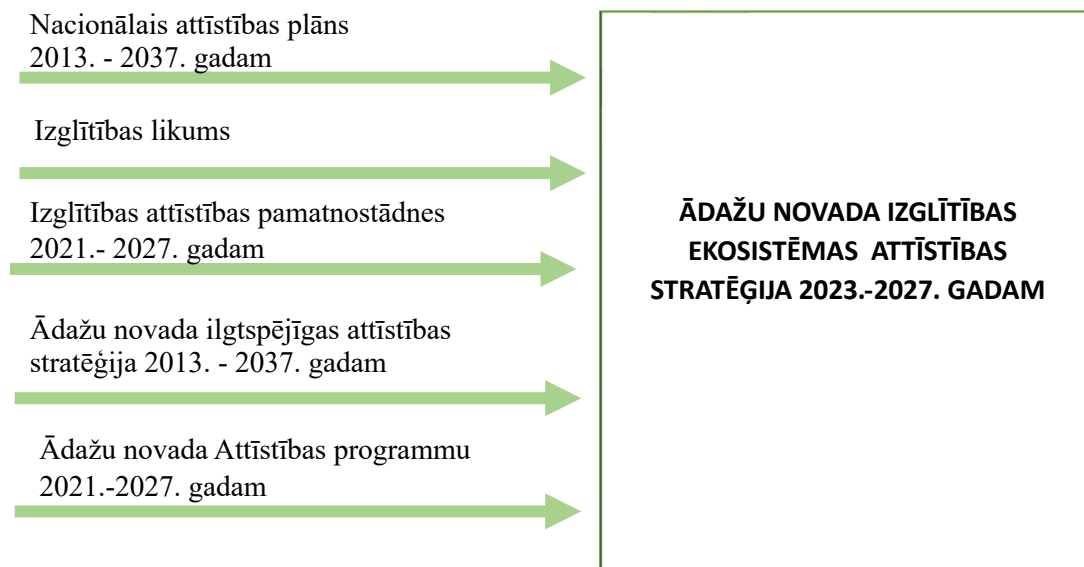 Nacionālais attīstības plāns
2013. - 2037. gadam
Izglītības likums
Izglītības attīstības pamatnostādnes
2021.- 2027. gadam
Ādažu novada ilgtspējīgas attīstības
stratēģija 2013. - 2037. gadam
Ādažu novada Attīstības programmu
2021.-2027. gadam
ĀDAŽU NOVADA IZGLĪTĪBAS
EKOSISTĒMAS ATTĪSTĪBAS
STRATĒĢIJA 2023.-2027. GADAM